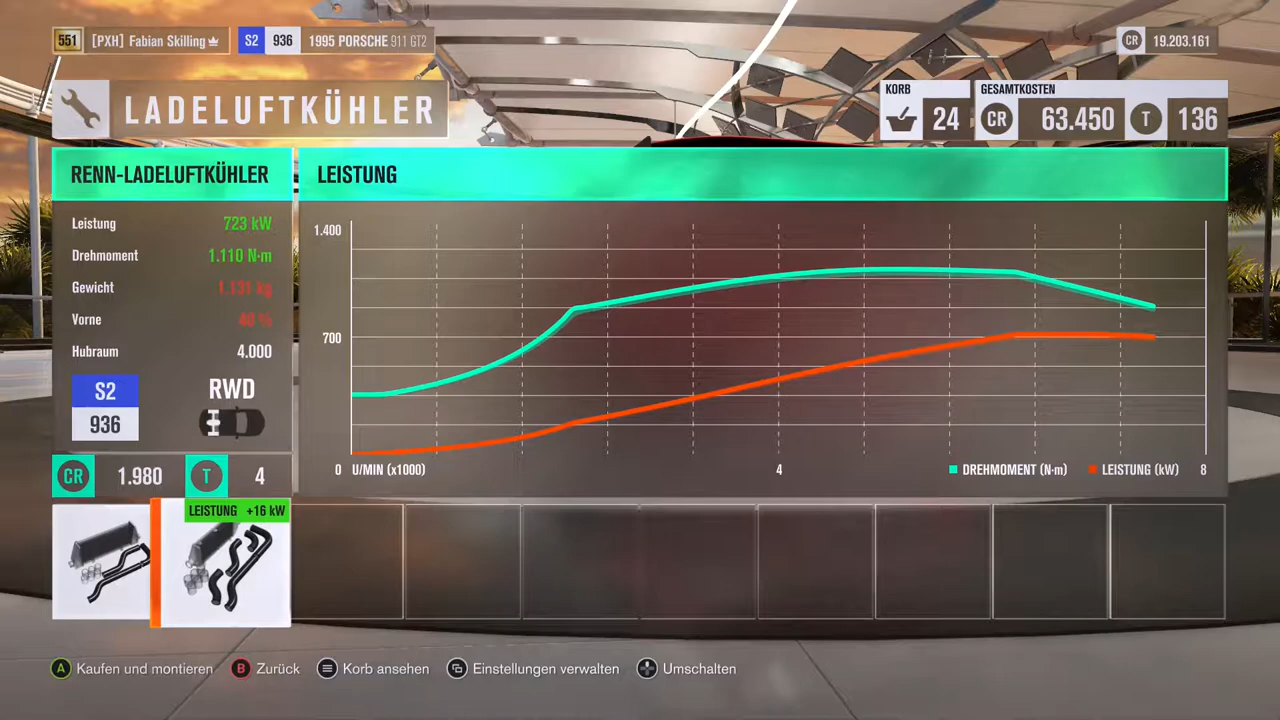 551 [PXH] Fabian Skilling S2 936 1995 PORSCHE 911 GT2
CR 19.203.161
LADELUFTKÜHLER
KORB
24
GESAMTKOSTEN
CR 63.450 T 136
RENN-LADELUFTKÜHLER
Leistung 723 kW
Drehmoment 1.110 N·m
Gewicht 1.131 kg
Vorne 40 %
Hubraum 4.000
S2
936
RWD
CR 1.980 T 4
LEISTUNG
1.400
700
0 U/MIN (x1000) 4 8
DREHMOMENT (N·m) LEISTUNG (kW)
LEISTUNG +16 kW
A Kaufen und montieren B Zurück Korb ansehen Einstellungen verwalten Umschalten